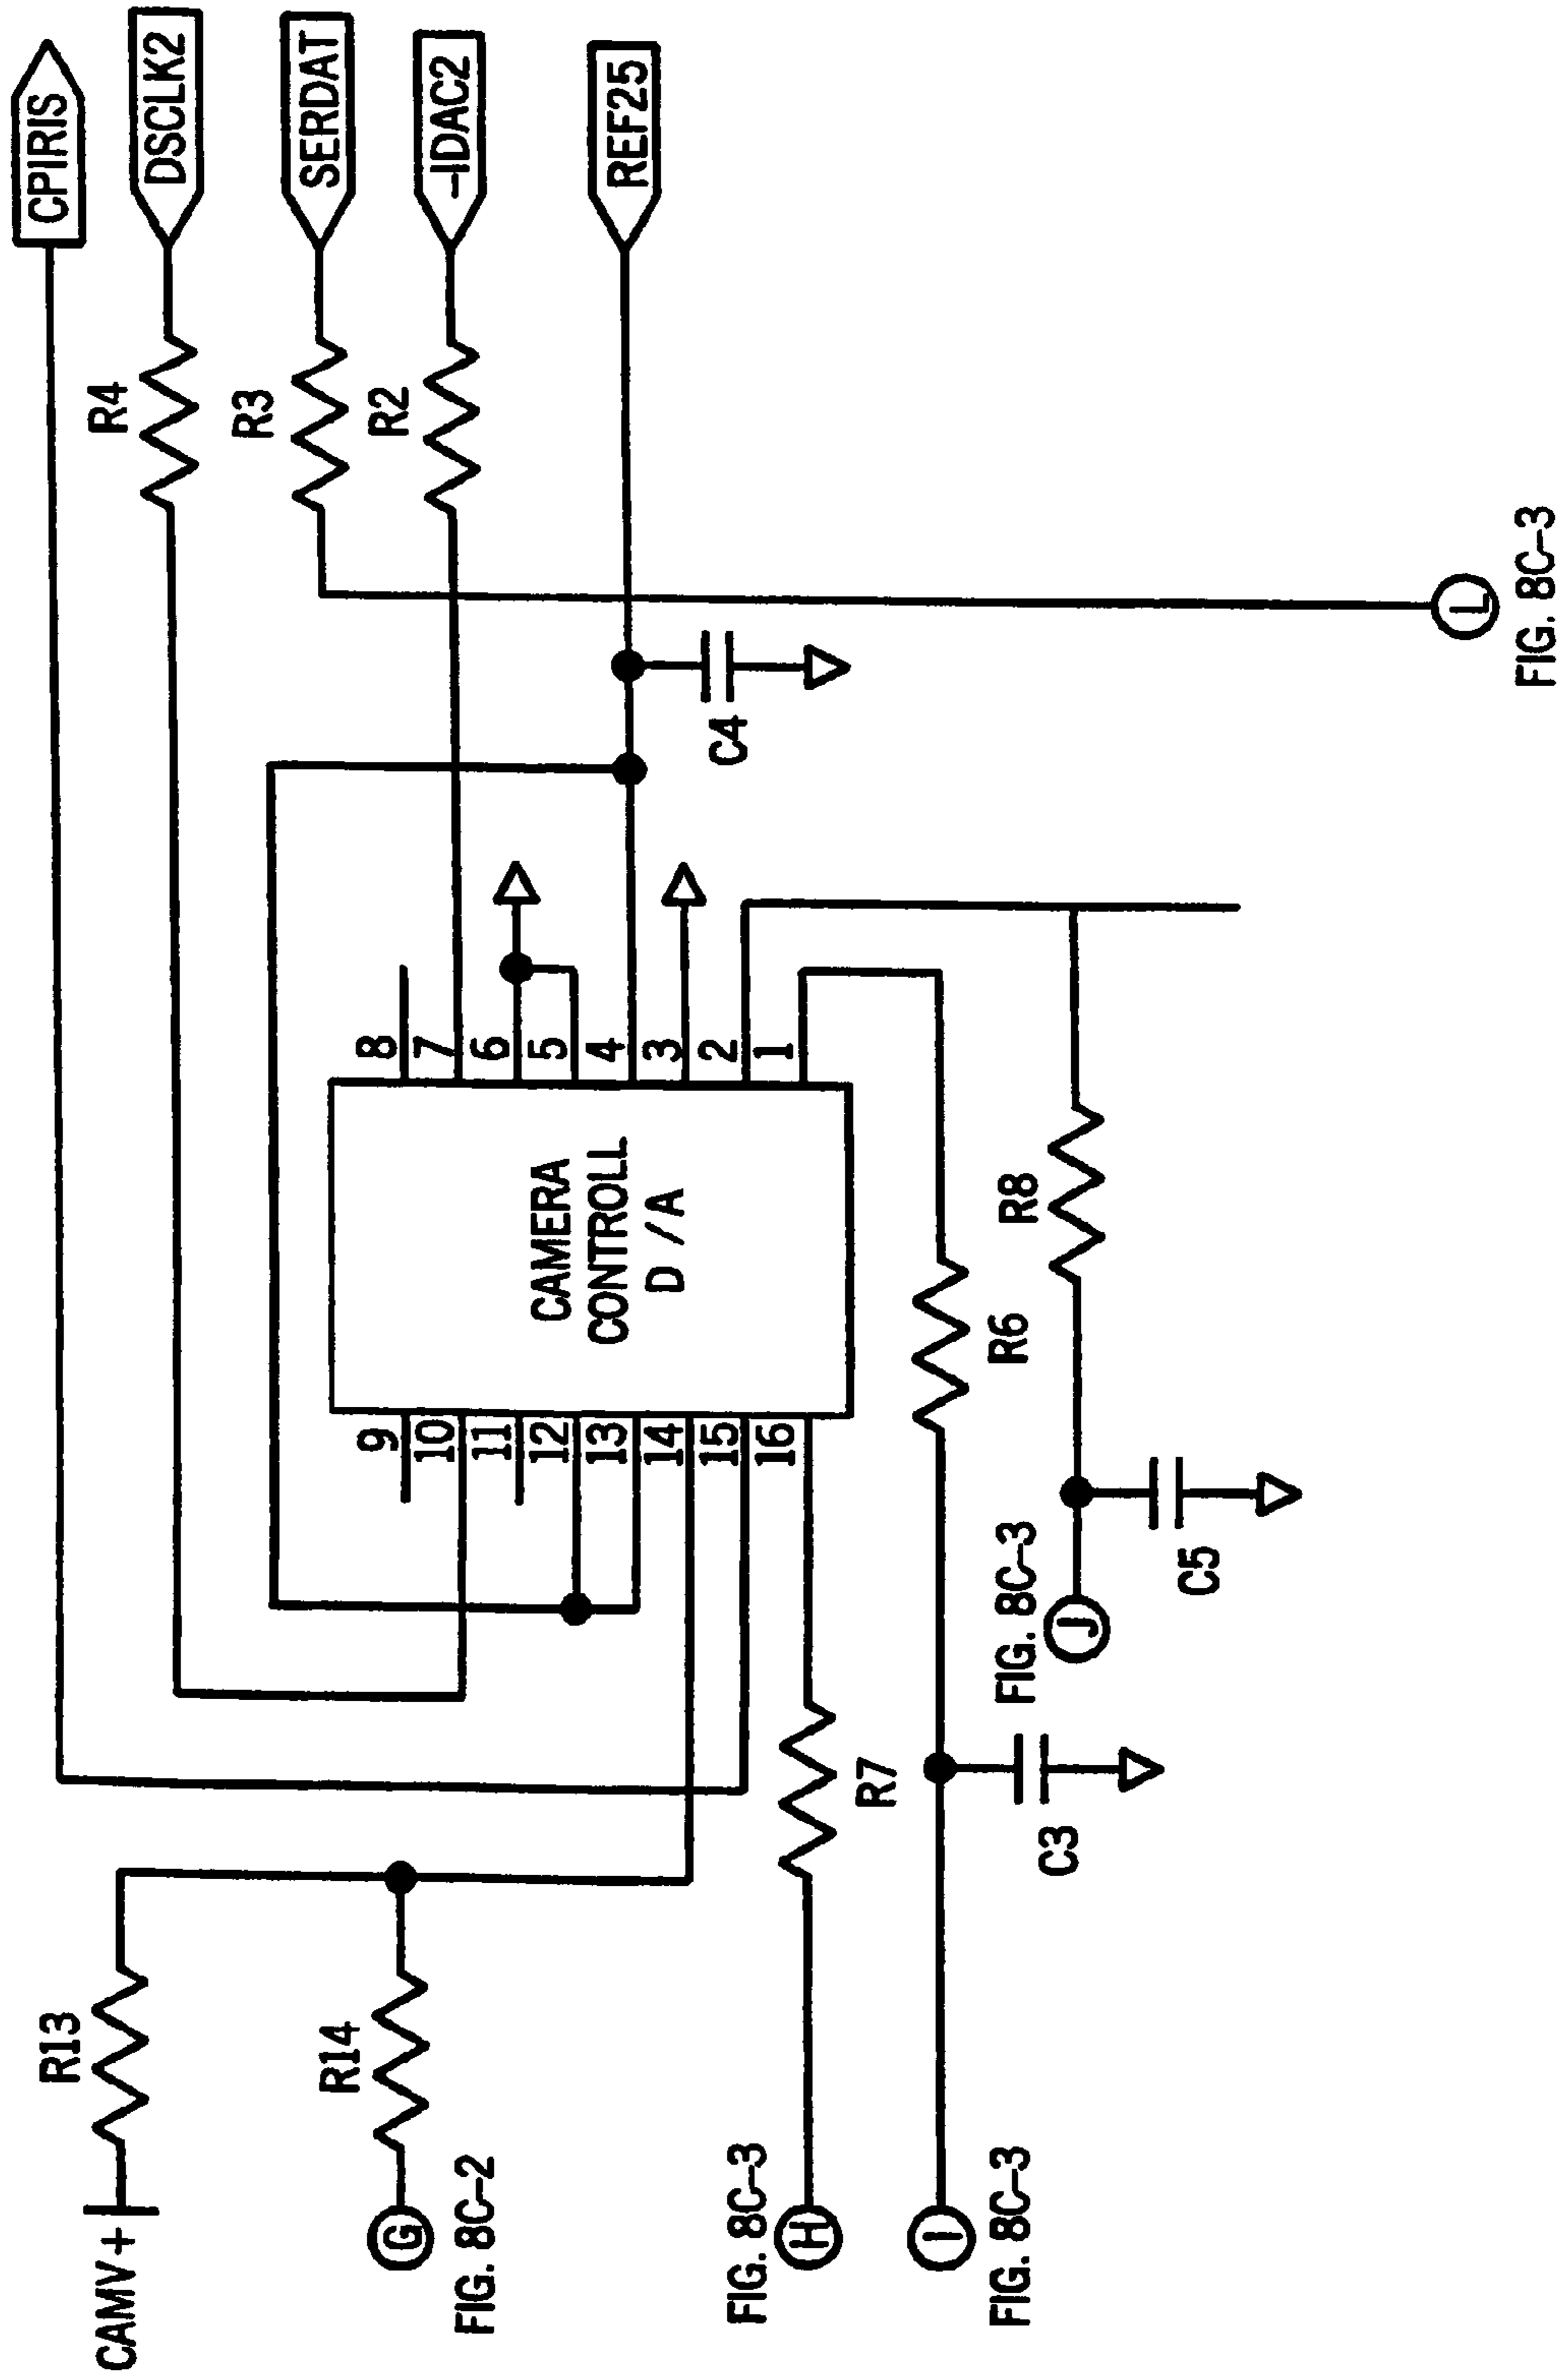 CPIRIS
R13
R4
CAMV+
DSCLK2
R3
SERDAT
R14
R2
G
-IDAC2
FIG. 8C-2
9
10
11
12
13
14
15
16
CAMERA
CONTROLL
D/A
8
7
6
5
4
3
2
1
REF25
C4
FIG. 8C-3
H
R7
I
FIG. 8C-3
R6
C3
FIG. 8C-3
J
R8
C5
L
FIG. 8C-3